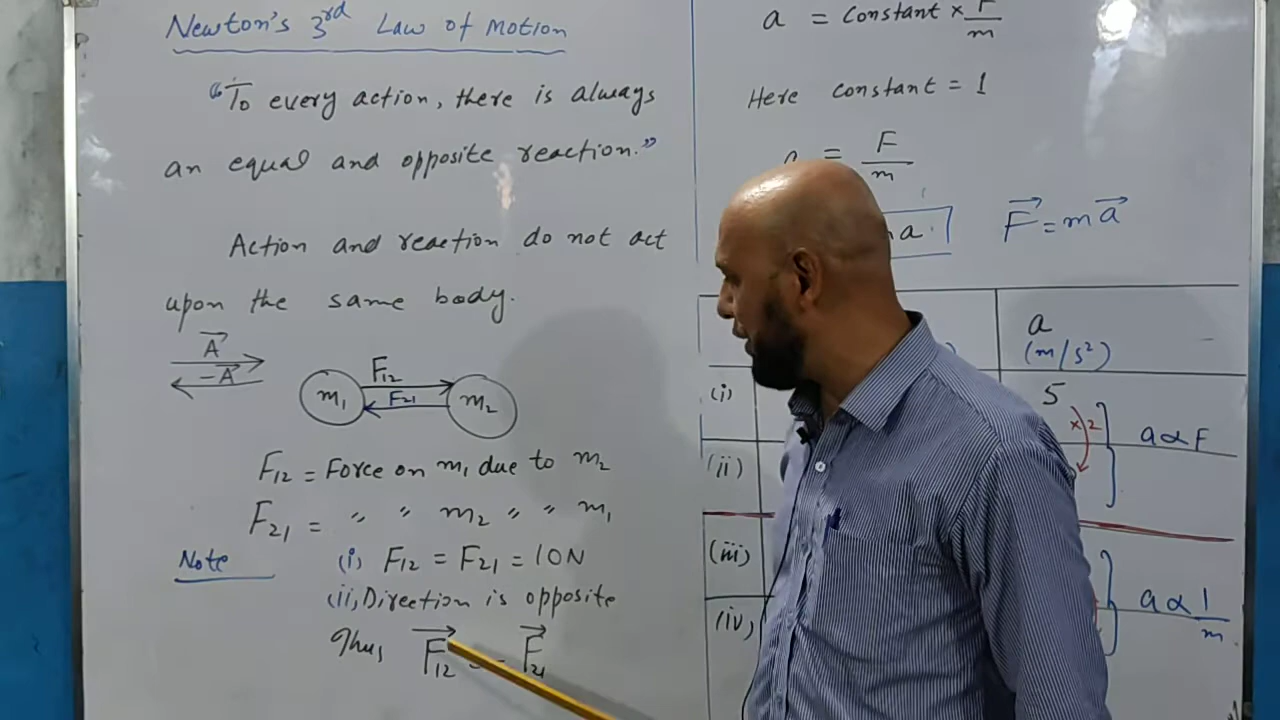 Newton's 3rd Law of Motion
"To every action, there is always
an equal and opposite reaction."
Action and reaction do not act
upon the same body.
A
-A
m1
F12
F21
m2
F12 = Force on m1 due to m2
F21 = " " m2 " " m1
Note
(i) F12 = F21 = 10N
(ii) Direction is opposite
Thus, F12 = - F21
a = Constant × F/m
Here constant = 1
a = F/m
a
F = ma
a
(m/s²)
(i)
5
×2
a∝F
(ii)
(iii)
(iv)
a∝1/m